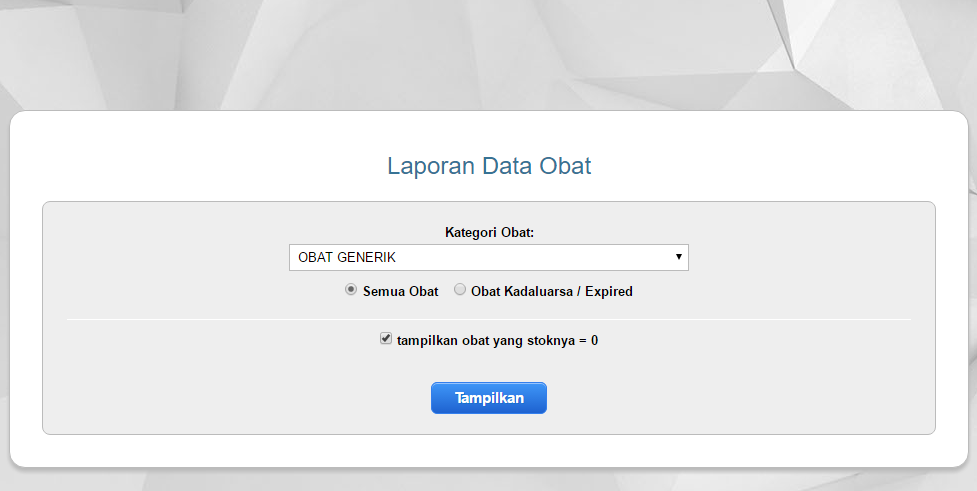 Laporan Data Obat
Kategori Obat:
OBAT GENERIK
Semua Obat Obat Kadaluarsa / Expired
tampilkan obat yang stoknya = 0
Tampilkan